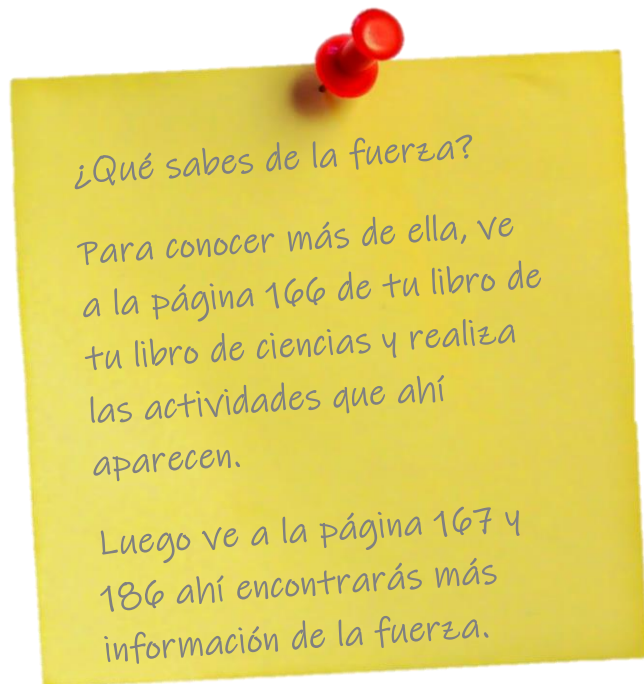 ¿Qué sabes de la fuerza?
Para conocer más de ella, ve
a la página 166 de tu libro de
tu libro de ciencias y realiza
las actividades que ahí
aparecen.
Luego ve a la página 167 y
186 ahí encontrarás más
información de la fuerza.